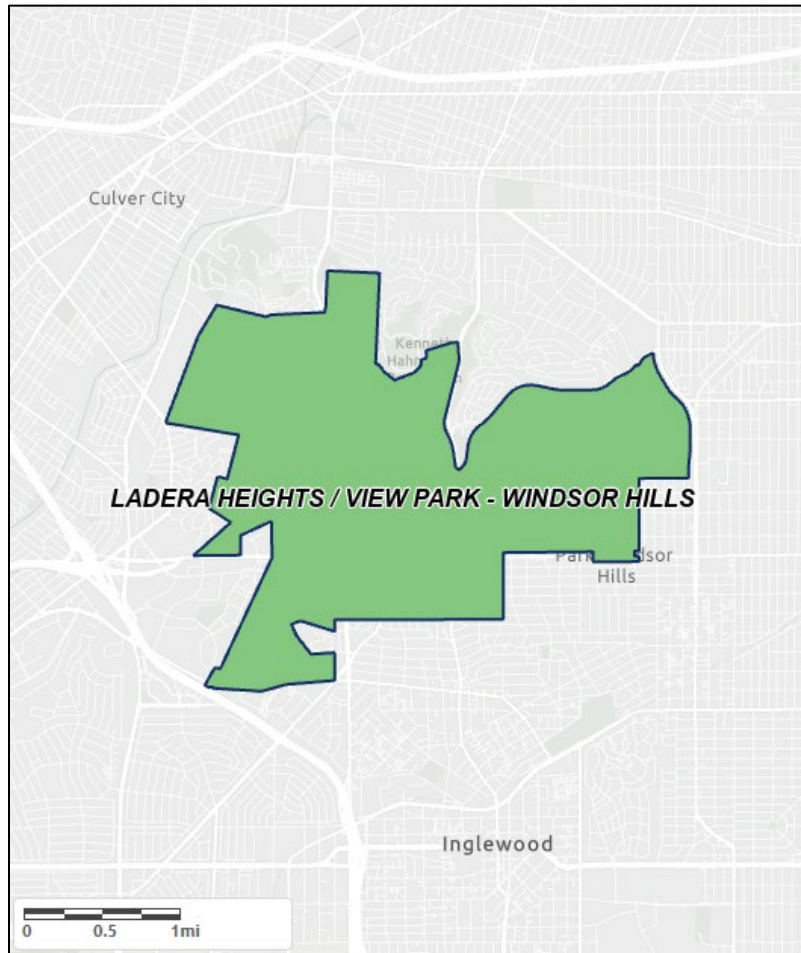 Culver City
Kenneth
Hahn
LADERA HEIGHTS / VIEW PARK - WINDSOR HILLS
Hills
Inglewood
0 0.5 1mi